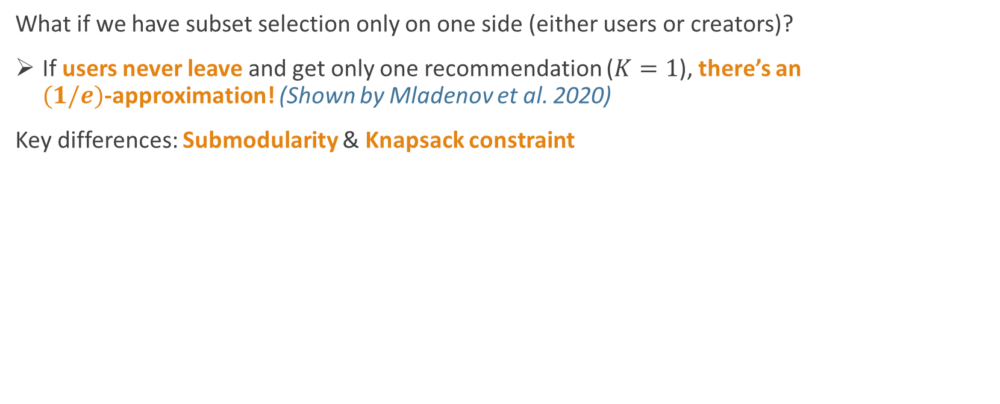 What if we have subset selection only on one side (either users or creators)?
➢ If users never leave and get only one recommendation (K = 1), there’s an
(1/e)-approximation! (Shown by Mladenov et al. 2020)
Key differences: Submodularity & Knapsack constraint